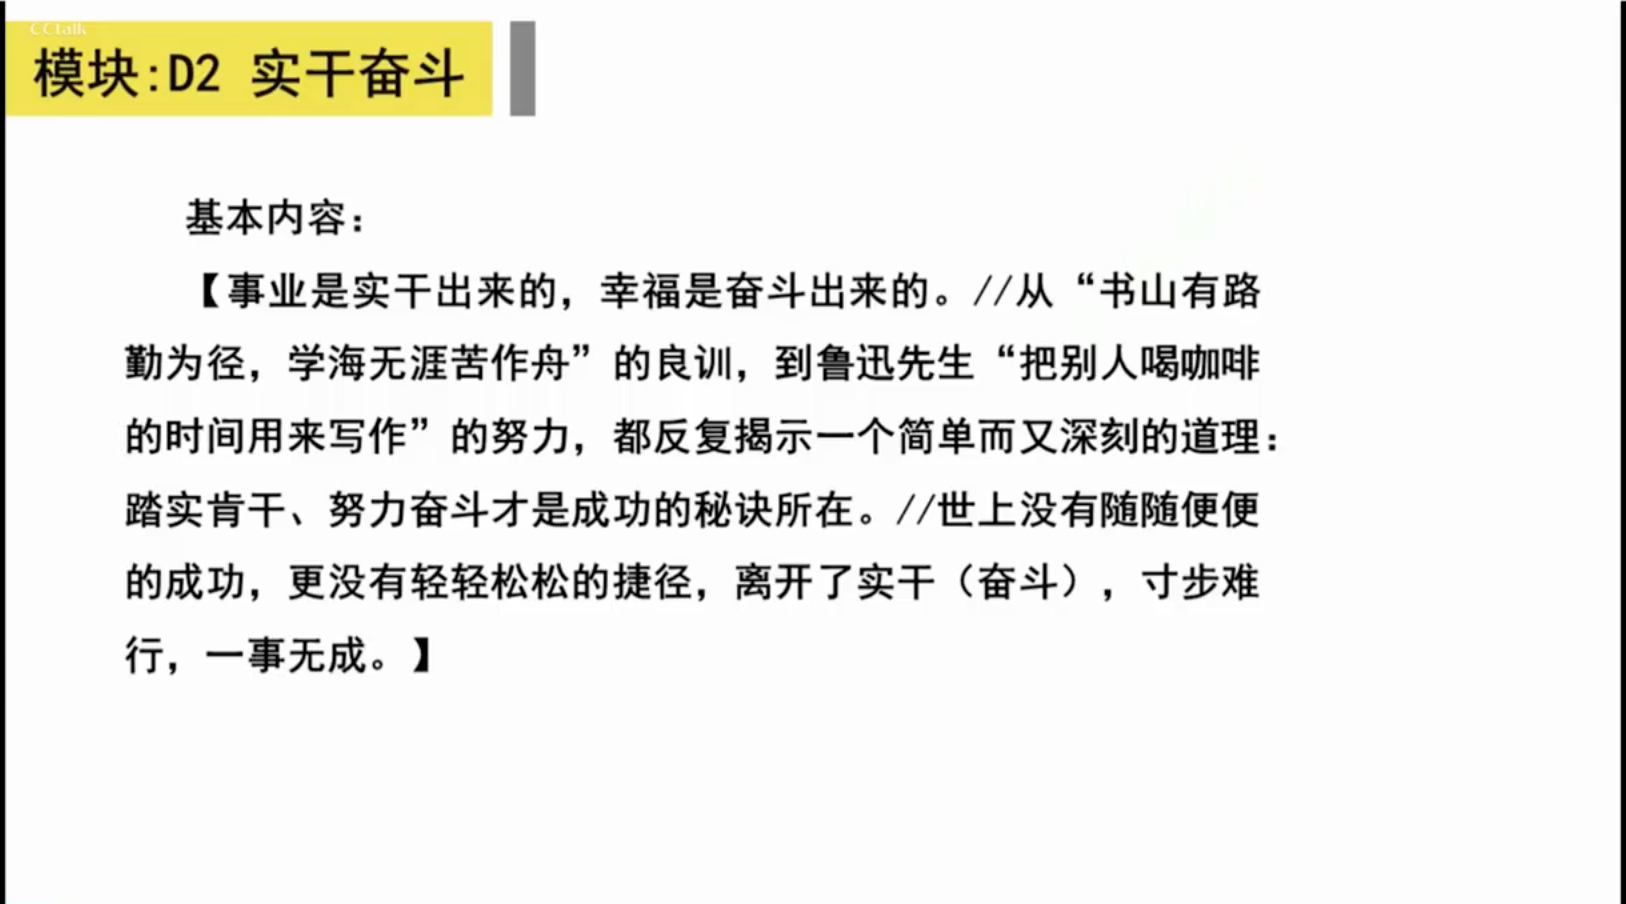 CCtalk
模块:D2 实干奋斗
基本内容：
【事业是实干出来的，幸福是奋斗出来的。//从“书山有路
勤为径，学海无涯苦作舟”的良训，到鲁迅先生“把别人喝咖啡
的时间用来写作”的努力，都反复揭示一个简单而又深刻的道理：
踏实肯干、努力奋斗才是成功的秘诀所在。//世上没有随随便便
的成功，更没有轻轻松松的捷径，离开了实干（奋斗），寸步难
行，一事无成。】